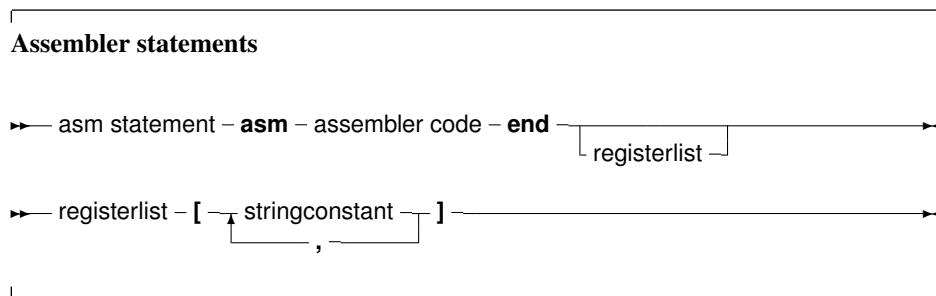 Assembler statements
asm statement – asm – assembler code – end
registerlist
registerlist – [ stringconstant ]
,